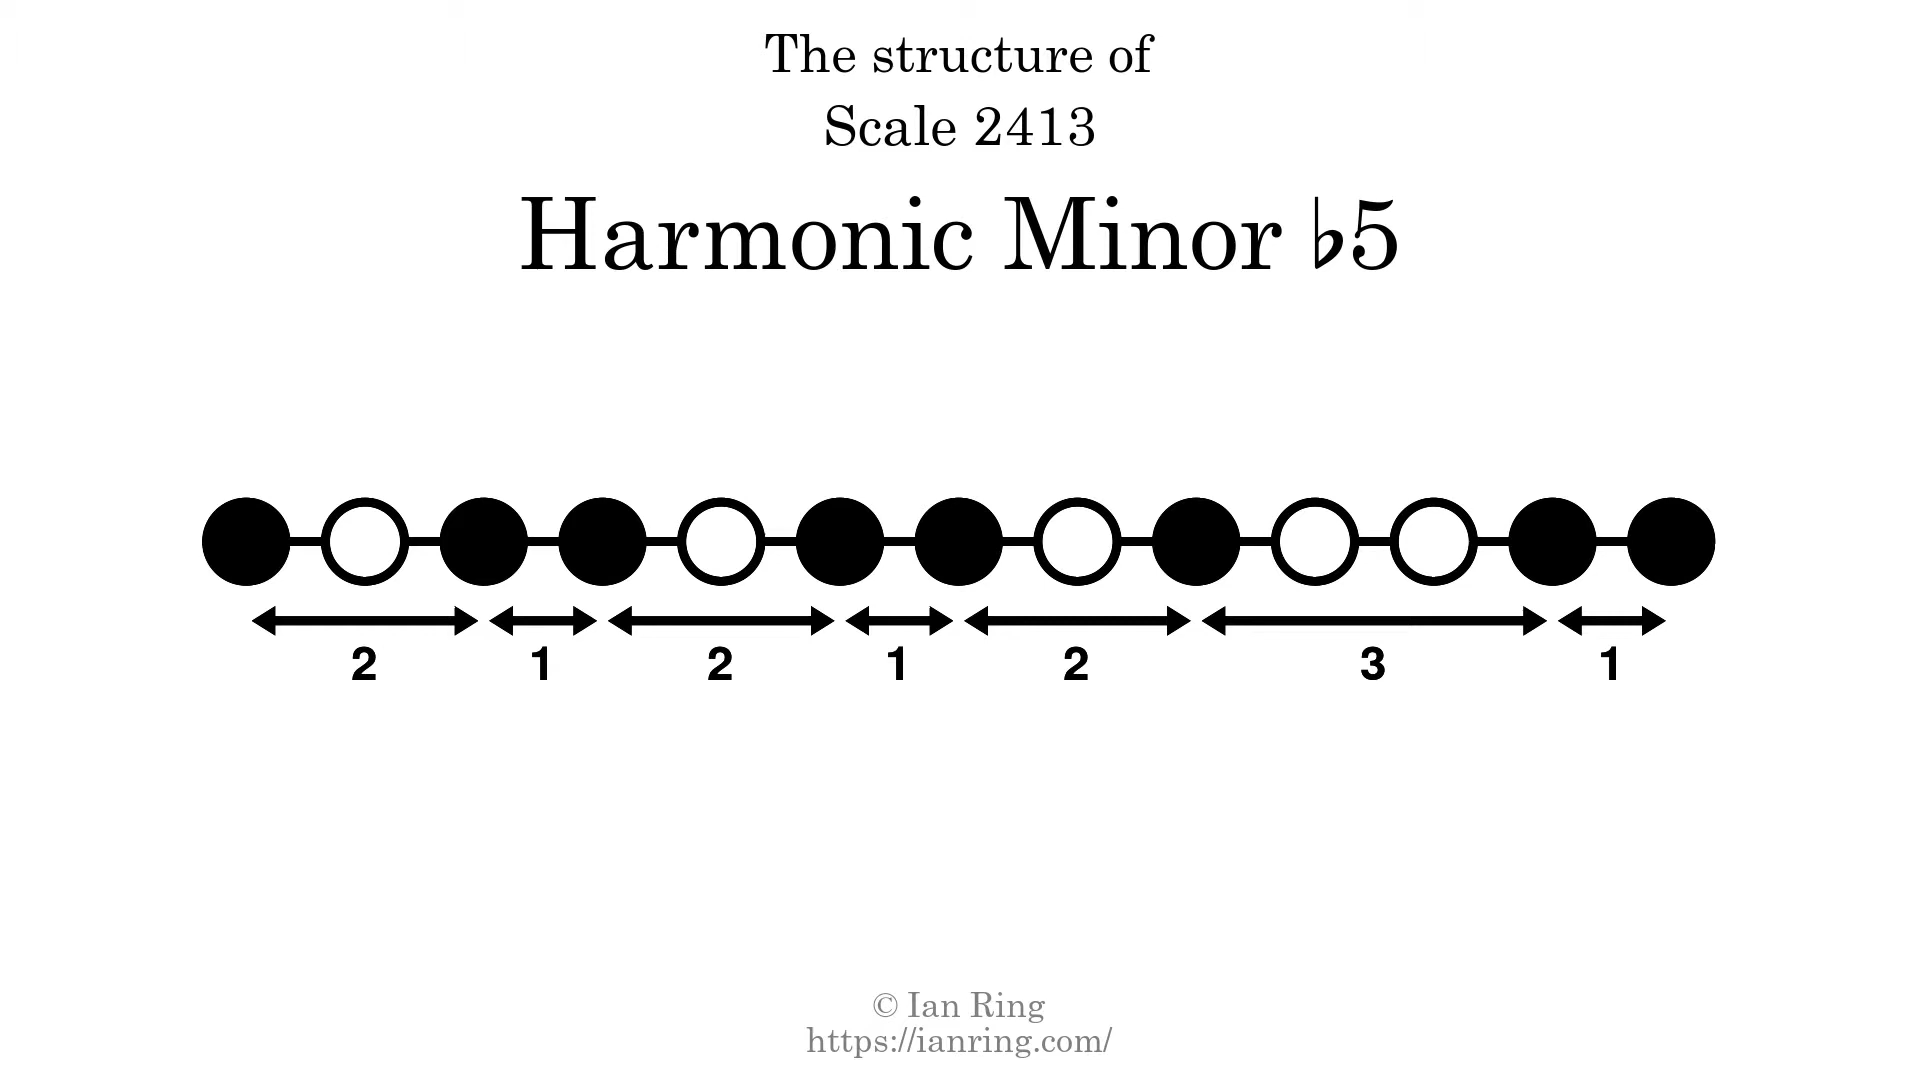 The structure of
Scale 2413
Harmonic Minor ♭5
2 1 2 1 2 3 1
© Ian Ring
https://ianring.com/